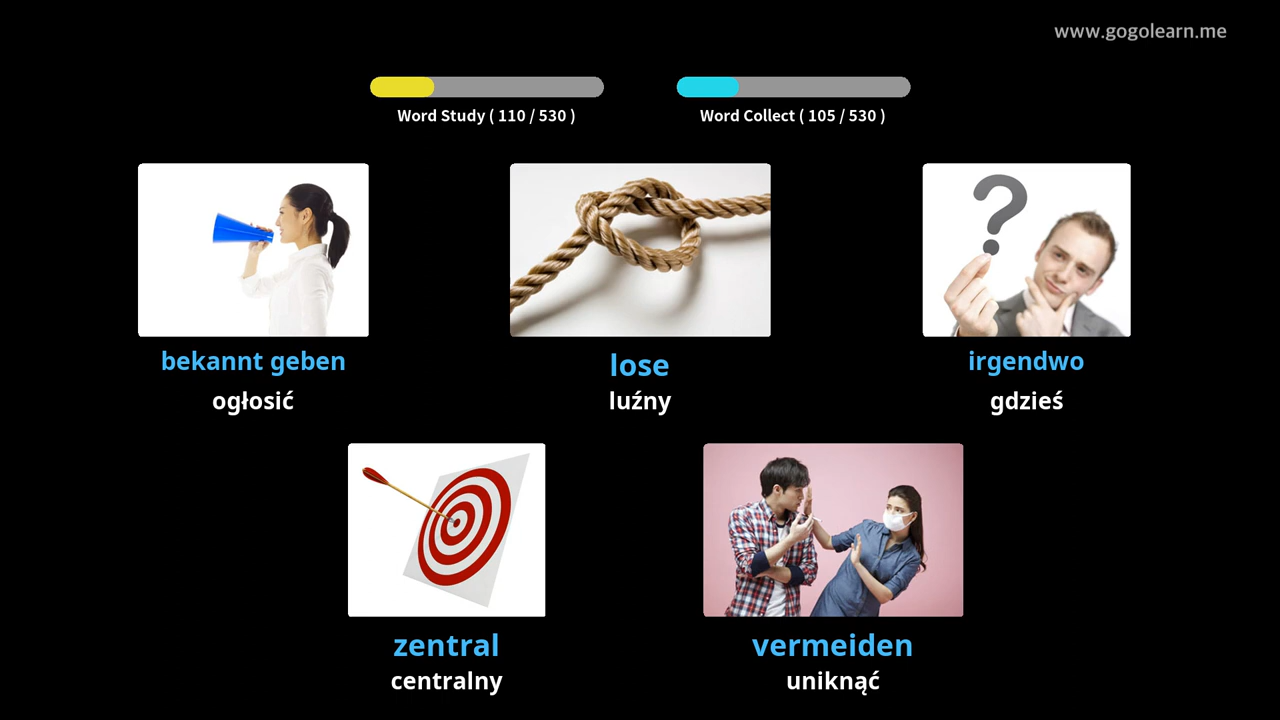 www.gogolearn.me
Word Study ( 110 / 530 )
Word Collect ( 105 / 530 )
bekannt geben
ogłosić
lose
luźny
irgendwo
gdzieś
zentral
centralny
vermeiden
uniknąć